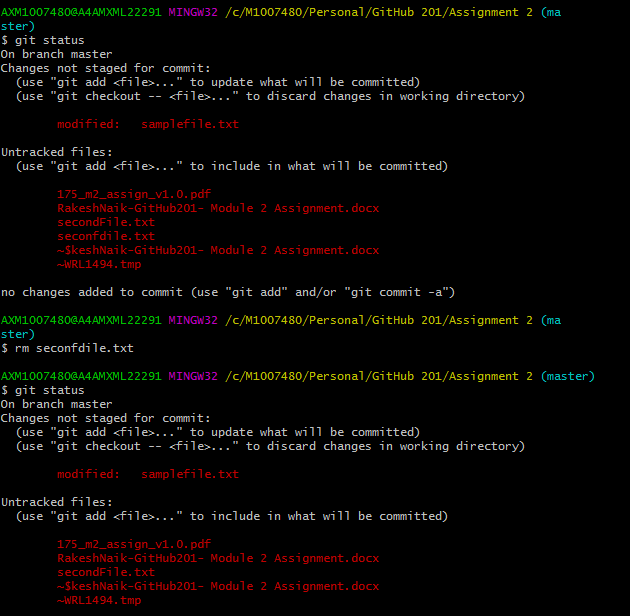 AXM1007480@A4AMXML22291 MINGW32 /c/M1007480/Personal/GitHub 201/Assignment 2 (ma
ster)
$ git status
On branch master
Changes not staged for commit:
  (use "git add <file>..." to update what will be committed)
  (use "git checkout -- <file>..." to discard changes in working directory)

        modified:   samplefile.txt

Untracked files:
  (use "git add <file>..." to include in what will be committed)

        175_m2_assign_v1.0.pdf
        RakeshNaik-GitHub201- Module 2 Assignment.docx
        secondFile.txt
        seconfdile.txt
        ~$keshNaik-GitHub201- Module 2 Assignment.docx
        ~WRL1494.tmp

no changes added to commit (use "git add" and/or "git commit -a")

AXM1007480@A4AMXML22291 MINGW32 /c/M1007480/Personal/GitHub 201/Assignment 2 (ma
ster)
$ rm seconfdile.txt

AXM1007480@A4AMXML22291 MINGW32 /c/M1007480/Personal/GitHub 201/Assignment 2 (master)
$ git status
On branch master
Changes not staged for commit:
  (use "git add <file>..." to update what will be committed)
  (use "git checkout -- <file>..." to discard changes in working directory)

        modified:   samplefile.txt

Untracked files:
  (use "git add <file>..." to include in what will be committed)

        175_m2_assign_v1.0.pdf
        RakeshNaik-GitHub201- Module 2 Assignment.docx
        secondFile.txt
        ~$keshNaik-GitHub201- Module 2 Assignment.docx
        ~WRL1494.tmp